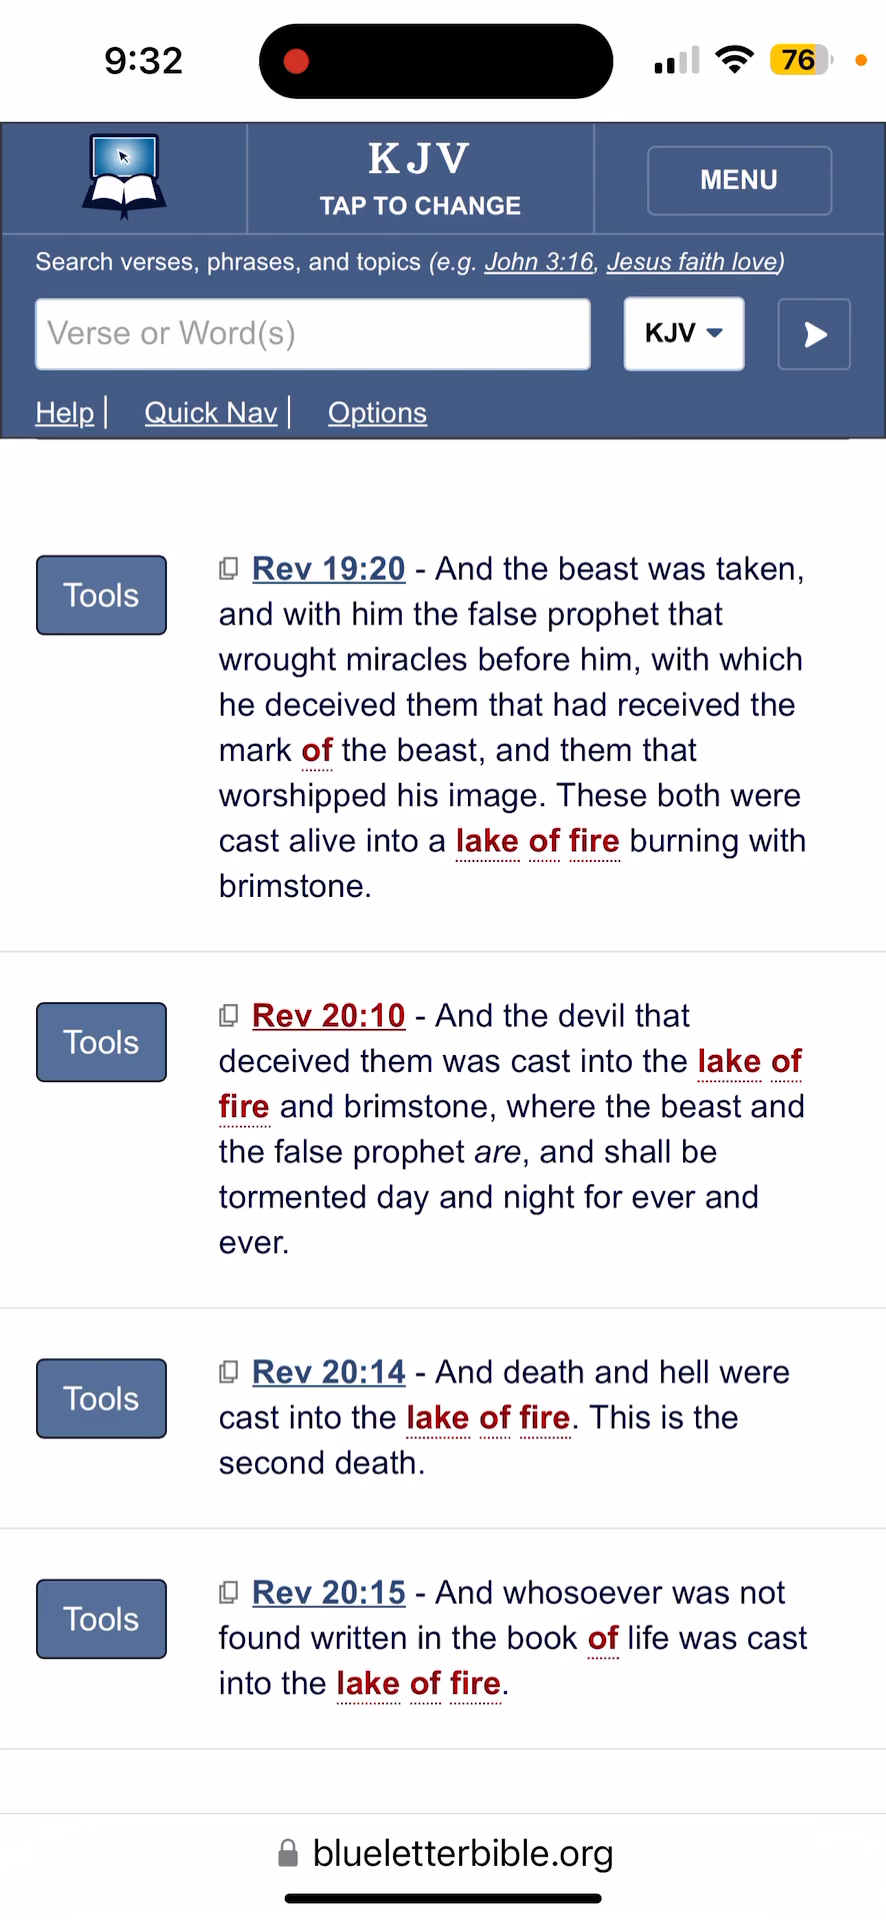 9:32
76
KJV
TAP TO CHANGE
MENU
Search verses, phrases, and topics (e.g. John 3:16, Jesus faith love)
Verse or Word(s)
KJV
Help | Quick Nav | Options
Tools
Rev 19:20 - And the beast was taken,
and with him the false prophet that
wrought miracles before him, with which
he deceived them that had received the
mark of the beast, and them that
worshipped his image. These both were
cast alive into a lake of fire burning with
brimstone.
Tools
Rev 20:10 - And the devil that
deceived them was cast into the lake of
fire and brimstone, where the beast and
the false prophet are, and shall be
tormented day and night for ever and
ever.
Tools
Rev 20:14 - And death and hell were
cast into the lake of fire. This is the
second death.
Tools
Rev 20:15 - And whosoever was not
found written in the book of life was cast
into the lake of fire.
blueletterbible.org